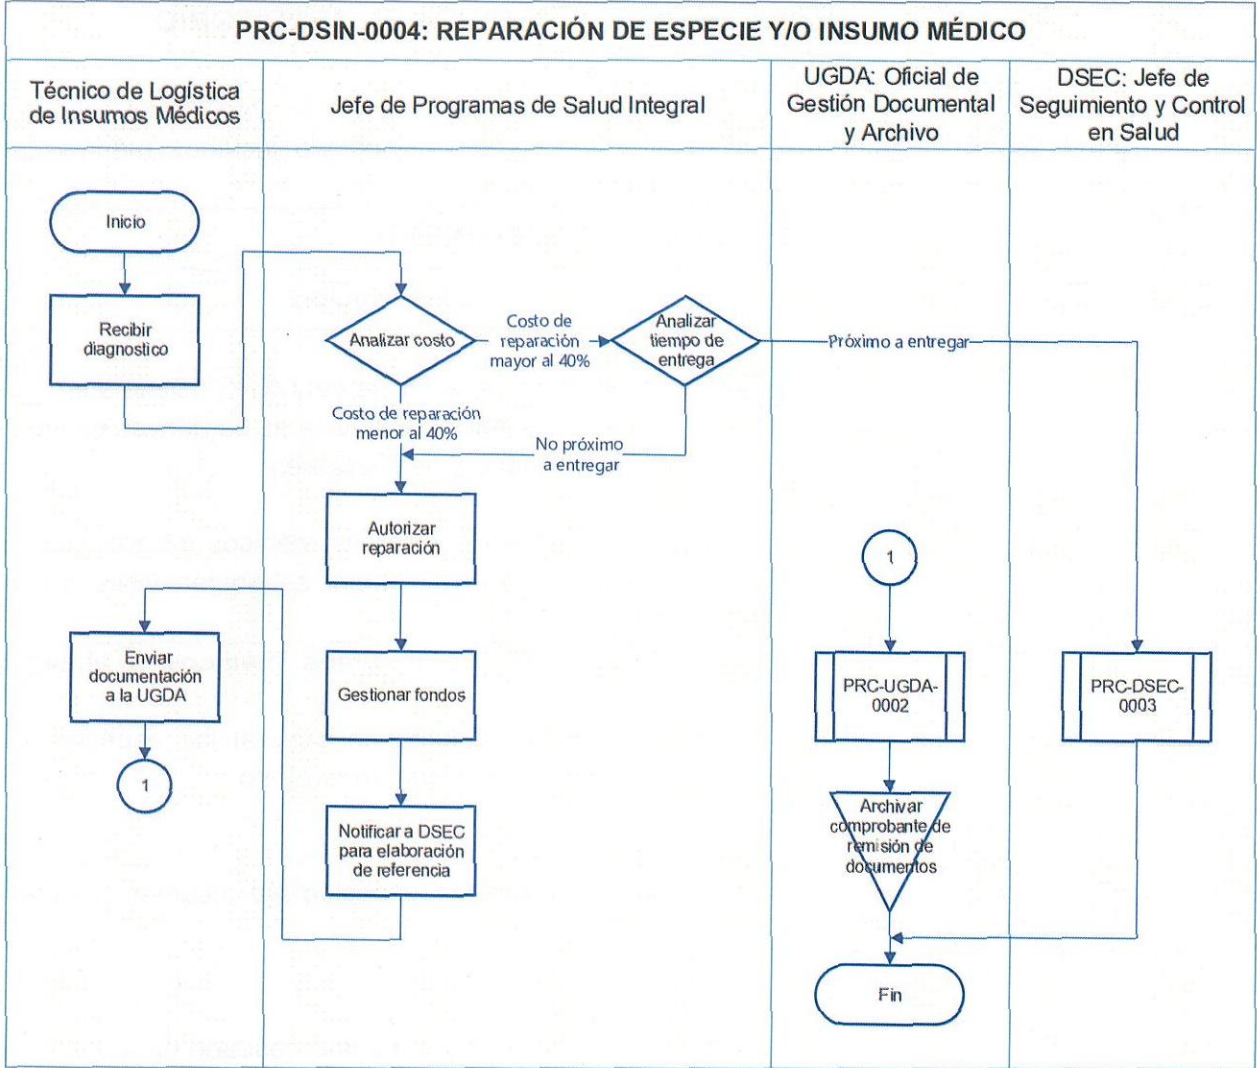 PRC-DSIN-0004: REPARACIÓN DE ESPECIE Y/O INSUMO MÉDICO
Técnico de Logística
de Insumos Médicos
Jefe de Programas de Salud Integral
UGDA: Oficial de
Gestión Documental
y Archivo
DSEC: Jefe de
Seguimiento y Control
en Salud
Inicio
Recibir
diagnostico
Analizar costo
Costo de
reparación
mayor al 40%
Analizar
tiempo de
entrega
Próximo a entregar
Costo de reparación
menor al 40%
No próximo
a entregar
Autorizar
reparación
Gestionar fondos
Notificar a DSEC
para elaboración
de referencia
Enviar
documentación
a la UGDA
1
1
PRC-UGDA-
0002
Archivar
comprobante de
remisión de
documentos
PRC-DSEC-
0003
Fin